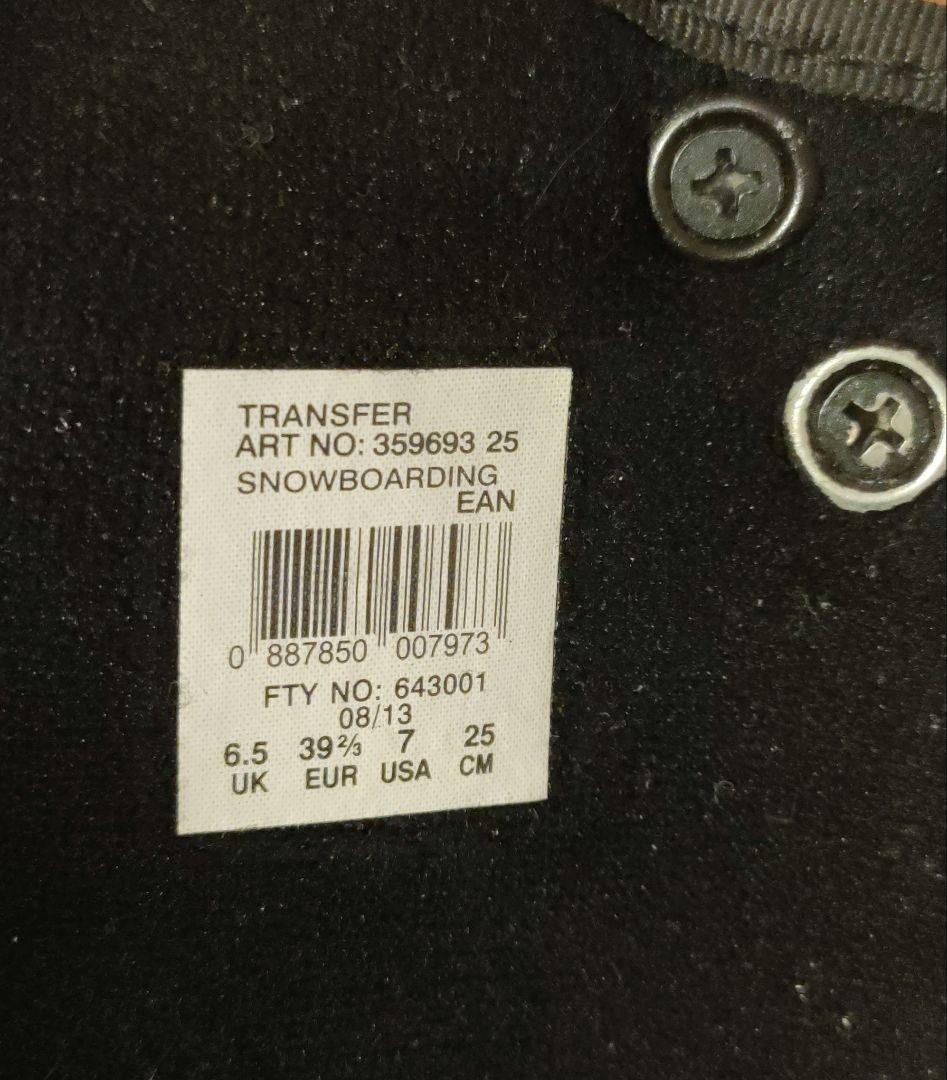 TRANSFER
ART NO: 359693 25
SNOWBOARDING
EAN
0 887850 007973
FTY NO: 643001
08/13
6.5 39⅔ 7 25
UK EUR USA CM